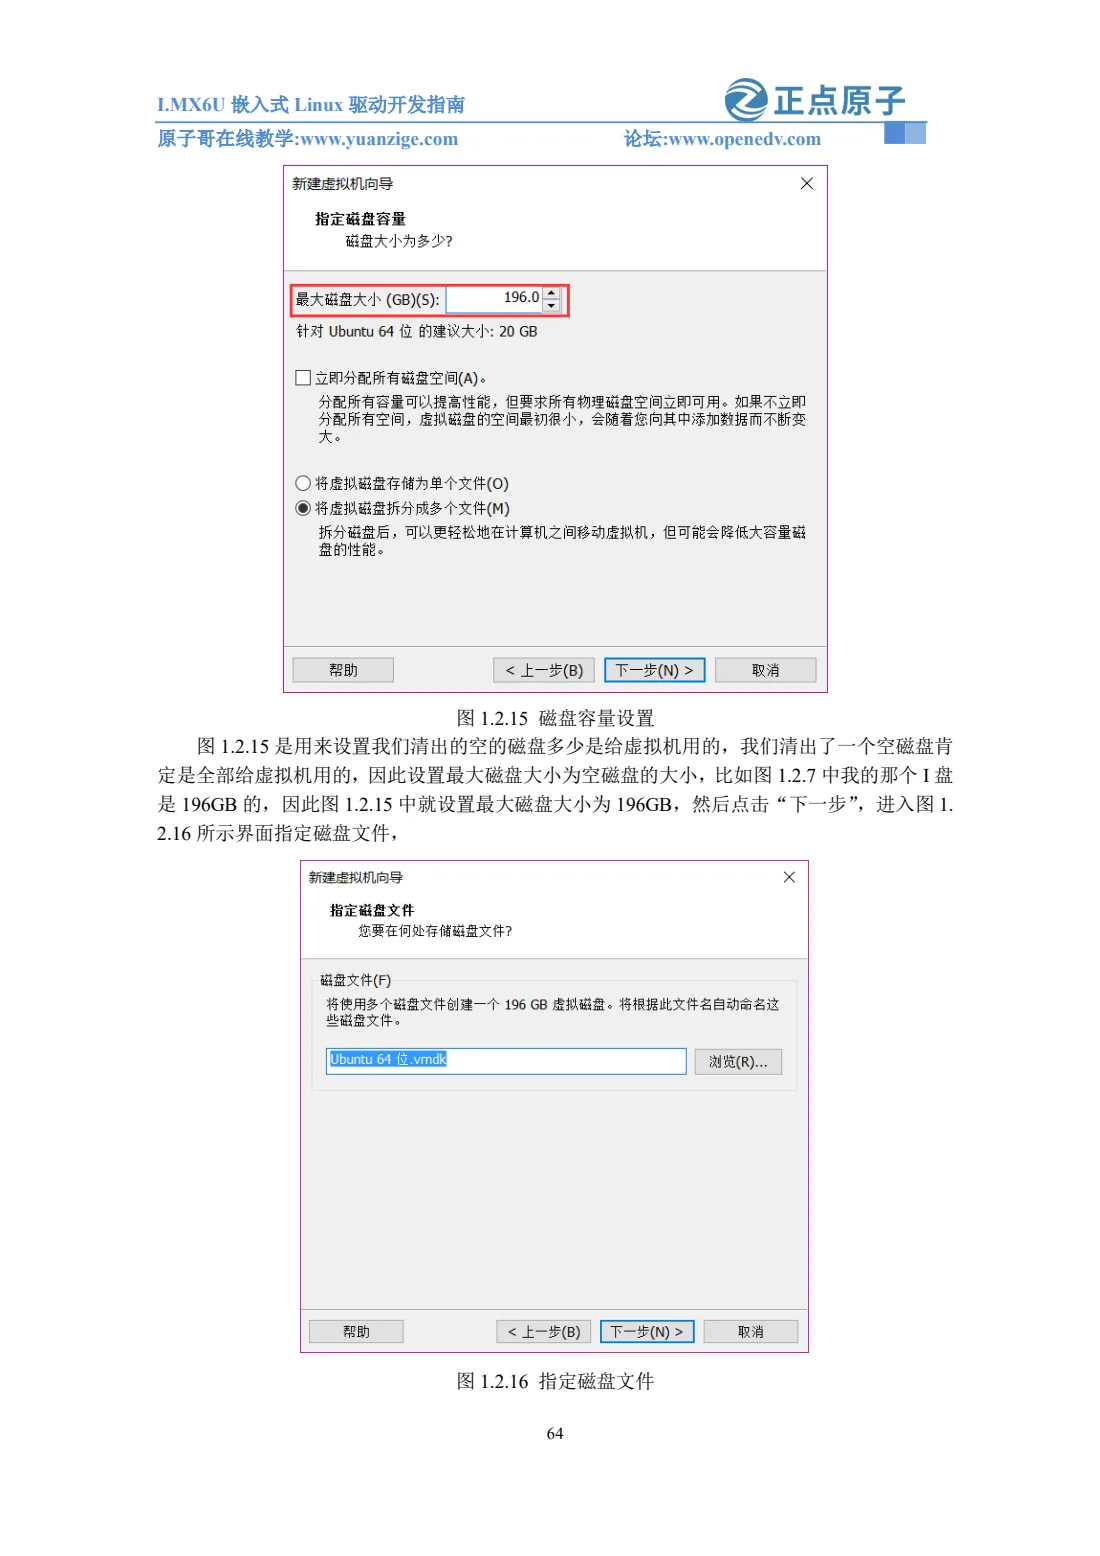 I.MX6U 嵌入式 Linux 驱动开发指南
正点原子
原子哥在线教学:www.yuanzige.com 论坛:www.openedv.com
新建虚拟机向导
指定磁盘容量
磁盘大小为多少?
最大磁盘大小 (GB)(S): 196.0
针对 Ubuntu 64 位 的建议大小: 20 GB
立即分配所有磁盘空间(A)。
分配所有容量可以提高性能，但要求所有物理磁盘空间立即可用。如果不立即
分配所有空间，虚拟磁盘的空间最初很小，会随着您向其中添加数据而不断变
大。
将虚拟磁盘存储为单个文件(O)
将虚拟磁盘拆分成多个文件(M)
拆分磁盘后，可以更轻松地在计算机之间移动虚拟机，但可能会降低大容量磁
盘的性能。
帮助 < 上一步(B) 下一步(N) > 取消
图 1.2.15 磁盘容量设置
图 1.2.15 是用来设置我们清出的空的磁盘多少是给虚拟机用的，我们清出了一个空磁盘肯
定是全部给虚拟机用的，因此设置最大磁盘大小为空磁盘的大小，比如图 1.2.7 中我的那个 I 盘
是 196GB 的，因此图 1.2.15 中就设置最大磁盘大小为 196GB，然后点击“下一步”，进入图 1.
2.16 所示界面指定磁盘文件，
新建虚拟机向导
指定磁盘文件
您要在何处存储磁盘文件?
磁盘文件(F)
将使用多个磁盘文件创建一个 196 GB 虚拟磁盘。将根据此文件名自动命名这
些磁盘文件。
Ubuntu 64 位.vmdk 浏览(R)...
帮助 < 上一步(B) 下一步(N) > 取消
图 1.2.16 指定磁盘文件
64